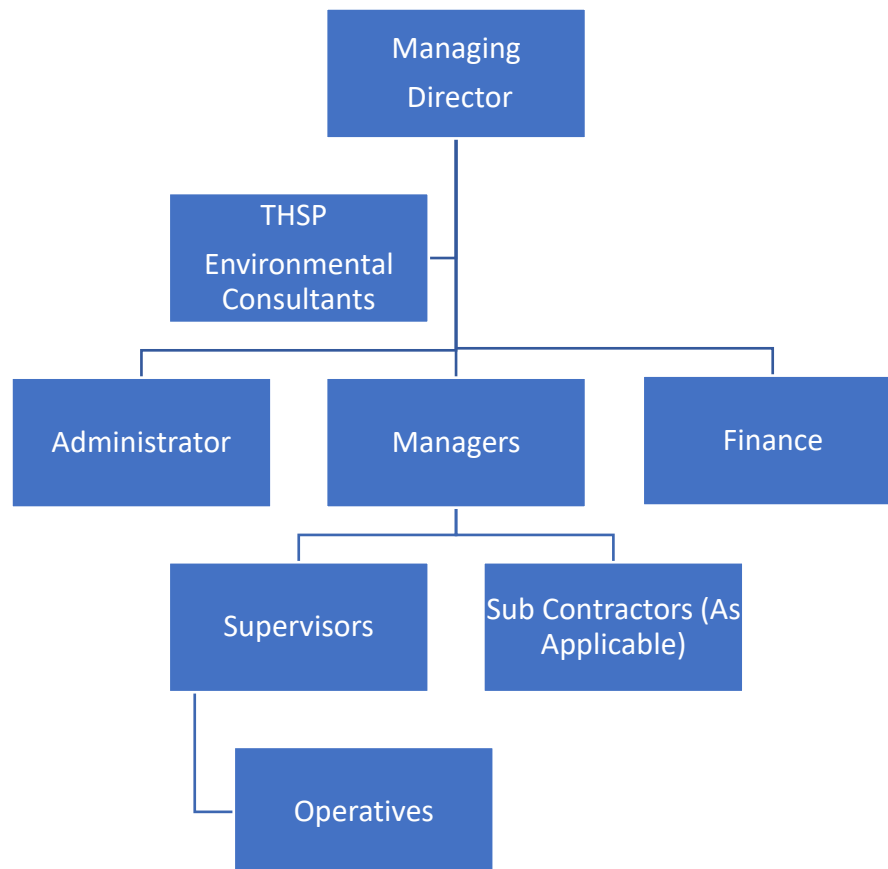 Managing
Director
THSP
Environmental
Consultants
Administrator
Managers
Finance
Supervisors
Sub Contractors (As
Applicable)
Operatives